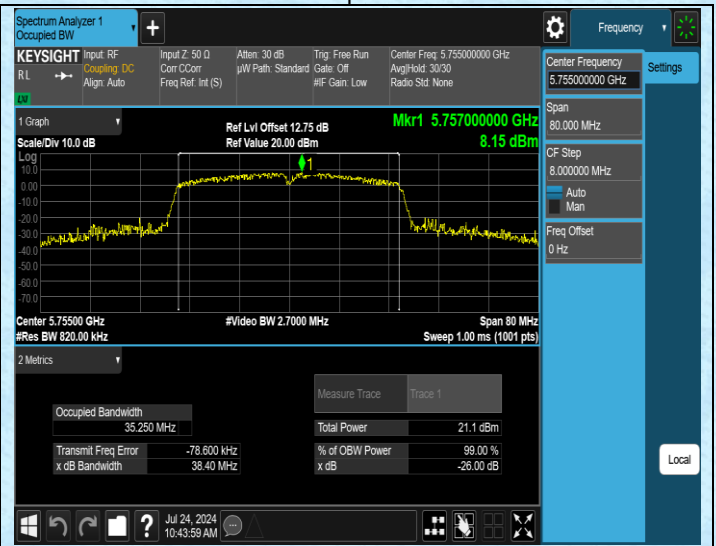 Spectrum Analyzer 1
Occupied BW
+
Frequency
KEYSIGHT
RL
LXI
Input: RF
Coupling: DC
Align: Auto
Input Z: 50 Ω
Corr CCorr
Freq Ref: Int (S)
Atten: 30 dB
µW Path: Standard
Trig: Free Run
Gate: Off
#IF Gain: Low
Center Freq: 5.755000000 GHz
Avg|Hold: 30/30
Radio Std: None
Center Frequency
5.755000000 GHz
Settings
Span
80.000 MHz
CF Step
8.000000 MHz
Auto
Man
Freq Offset
0 Hz
1 Graph
Scale/Div 10.0 dB
Ref Lvl Offset 12.75 dB
Ref Value 20.00 dBm
Mkr1 5.757000000 GHz
8.15 dBm
Log
10.0
0.00
-10.0
-20.0
-30.0
-40.0
-50.0
-60.0
-70.0
1
Center 5.75500 GHz
#Res BW 820.00 kHz
#Video BW 2.7000 MHz
Span 80 MHz
Sweep 1.00 ms (1001 pts)
2 Metrics
Measure Trace
Trace 1
Occupied Bandwidth
35.250 MHz
Total Power
21.1 dBm
Transmit Freq Error
-78.600 kHz
% of OBW Power
99.00 %
x dB Bandwidth
38.40 MHz
x dB
-26.00 dB
Local
?
Jul 24, 2024
10:43:59 AM